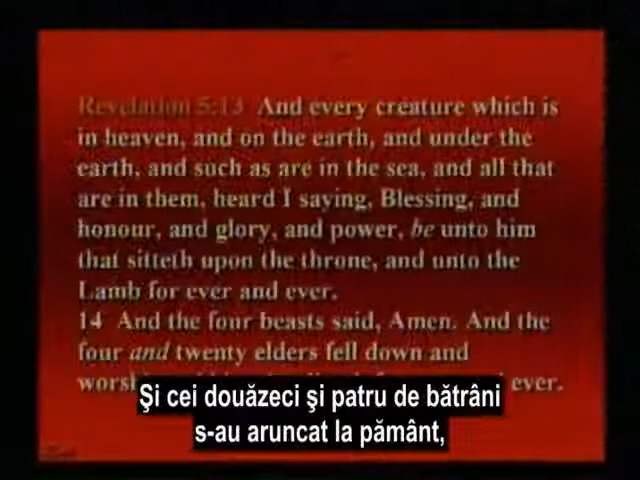 Revelation 5:13 And every creature which is
in heaven, and on the earth, and under the
earth, and such as are in the sea, and all that
are in them, heard I saying, Blessing, and
honour, and glory, and power, be unto him
that sitteth upon the throne, and unto the
Lamb for ever and ever.
14 And the four beasts said, Amen. And the
four and twenty elders fell down and
ever.
Şi cei douăzeci şi patru de bătrâni
s-au aruncat la pământ,